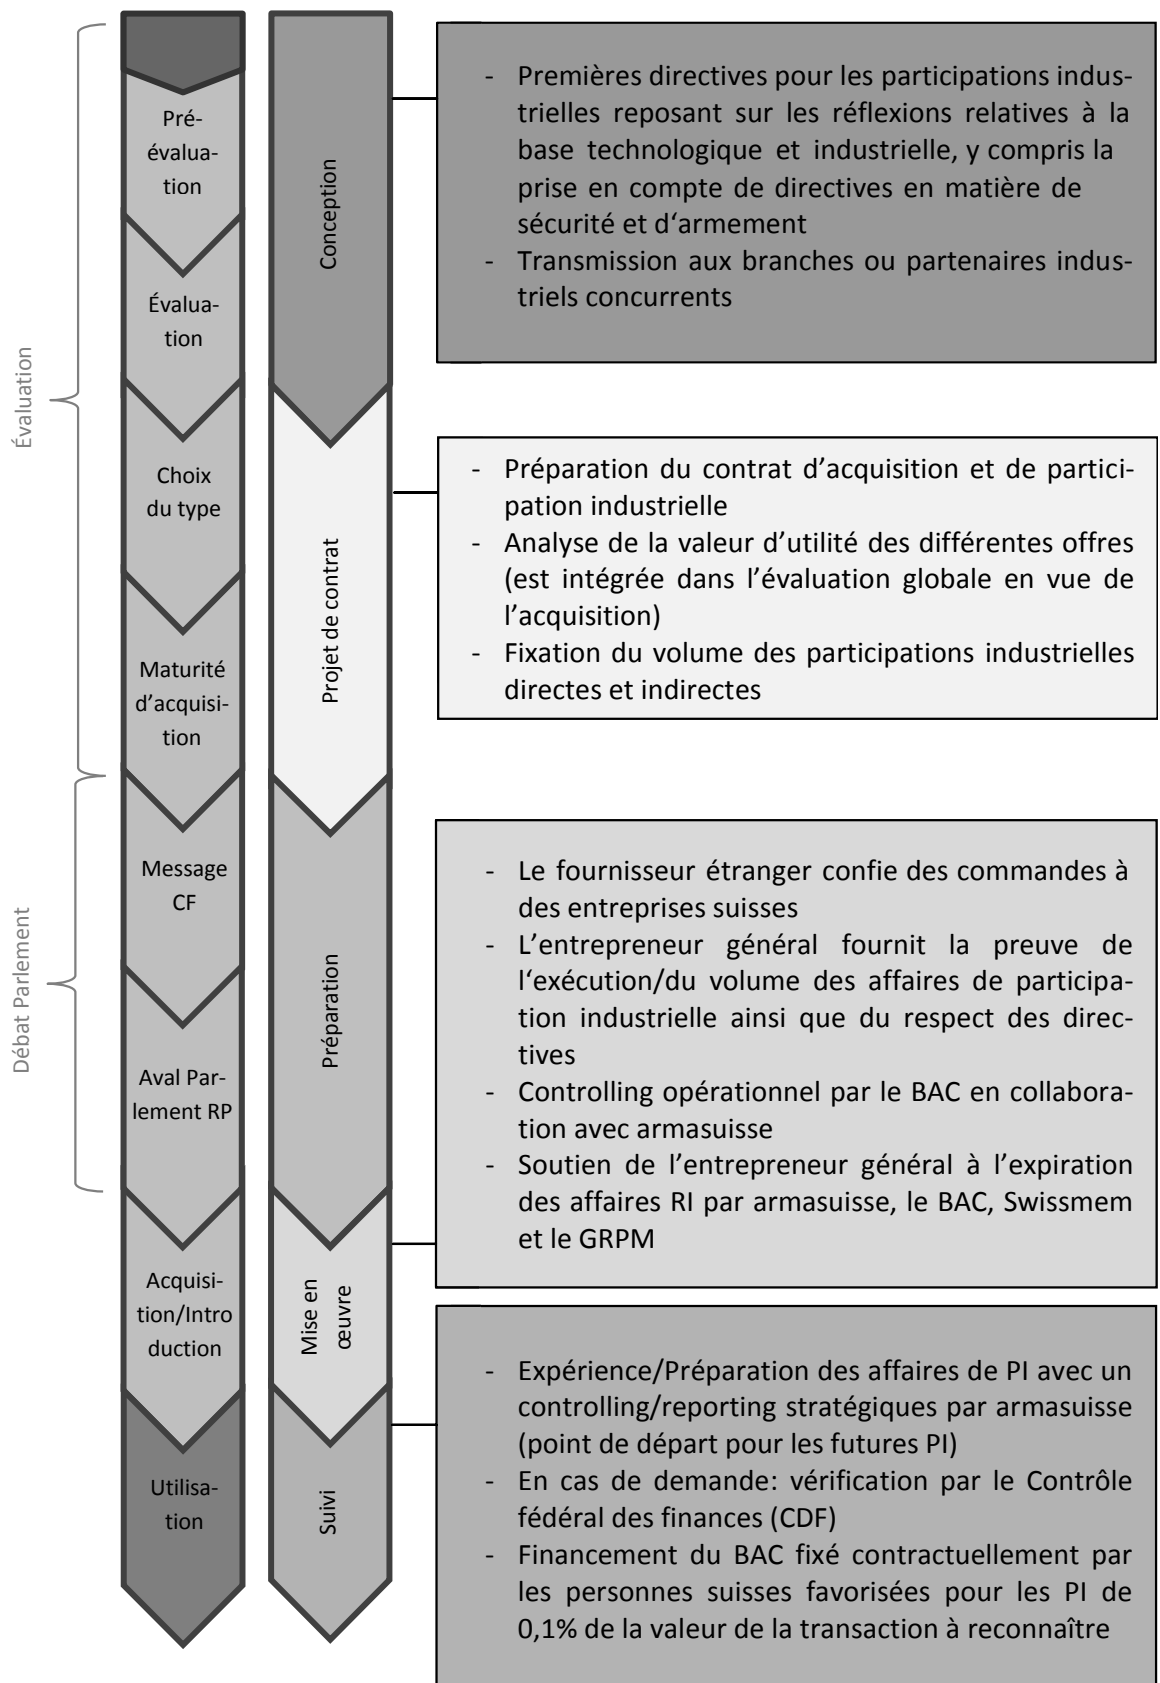 Évaluation
Débat Parlement
Pré-
évalua-
tion
Évalua-
tion
Choix
du type
Maturité
d’acquisi-
tion
Message
CF
Aval Par-
lement RP
Acquisi-
tion/Intro
duction
Utilisa-
tion
Conception
Projet de contrat
Préparation
Mise en
œuvre
Suivi
- Premières directives pour les participations indus-
trielles reposant sur les réflexions relatives à la
base technologique et industrielle, y compris la
prise en compte de directives en matière de
sécurité et d‘armement
- Transmission aux branches ou partenaires indus-
triels concurrents
- Préparation du contrat d’acquisition et de partici-
pation industrielle
- Analyse de la valeur d’utilité des différentes offres
(est intégrée dans l’évaluation globale en vue de
l’acquisition)
- Fixation du volume des participations industrielles
directes et indirectes
- Le fournisseur étranger confie des commandes à
des entreprises suisses
- L’entrepreneur général fournit la preuve de
l‘exécution/du volume des affaires de participa-
tion industrielle ainsi que du respect des direc-
tives
- Controlling opérationnel par le BAC en collabora-
tion avec armasuisse
- Soutien de l’entrepreneur général à l’expiration
des affaires RI par armasuisse, le BAC, Swissmem
et le GRPM
- Expérience/Préparation des affaires de PI avec un
controlling/reporting stratégiques par armasuisse
(point de départ pour les futures PI)
- En cas de demande: vérification par le Contrôle
fédéral des finances (CDF)
- Financement du BAC fixé contractuellement par
les personnes suisses favorisées pour les PI de
0,1% de la valeur de la transaction à reconnaître